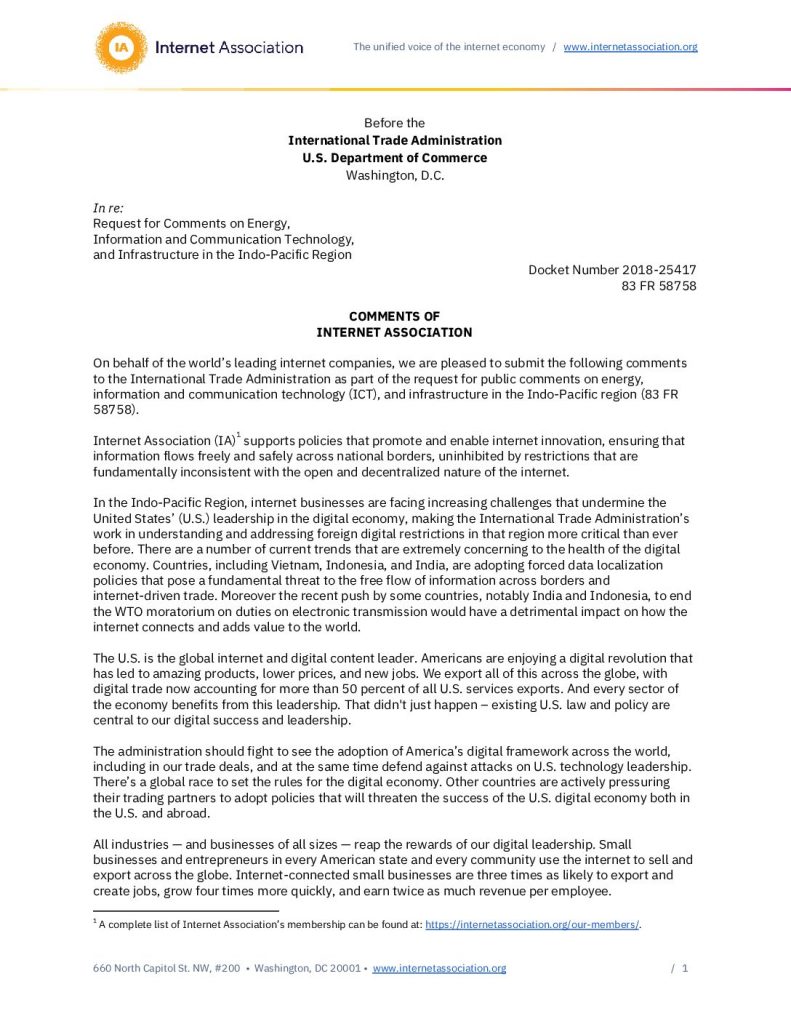 IA Internet Association
The unified voice of the internet economy / www.internetassociation.org
Before the
International Trade Administration
U.S. Department of Commerce
Washington, D.C.
In re:
Request for Comments on Energy,
Information and Communication Technology,
and Infrastructure in the Indo-Pacific Region
Docket Number 2018-25417
83 FR 58758
COMMENTS OF
INTERNET ASSOCIATION
On behalf of the world’s leading internet companies, we are pleased to submit the following comments
to the International Trade Administration as part of the request for public comments on energy,
information and communication technology (ICT), and infrastructure in the Indo-Pacific region (83 FR
58758).
Internet Association (IA)1 supports policies that promote and enable internet innovation, ensuring that
information flows freely and safely across national borders, uninhibited by restrictions that are
fundamentally inconsistent with the open and decentralized nature of the internet.
In the Indo-Pacific Region, internet businesses are facing increasing challenges that undermine the
United States’ (U.S.) leadership in the digital economy, making the International Trade Administration’s
work in understanding and addressing foreign digital restrictions in that region more critical than ever
before. There are a number of current trends that are extremely concerning to the health of the digital
economy. Countries, including Vietnam, Indonesia, and India, are adopting forced data localization
policies that pose a fundamental threat to the free flow of information across borders and
internet-driven trade. Moreover the recent push by some countries, notably India and Indonesia, to end
the WTO moratorium on duties on electronic transmission would have a detrimental impact on how the
internet connects and adds value to the world.
The U.S. is the global internet and digital content leader. Americans are enjoying a digital revolution that
has led to amazing products, lower prices, and new jobs. We export all of this across the globe, with
digital trade now accounting for more than 50 percent of all U.S. services exports. And every sector of
the economy benefits from this leadership. That didn't just happen – existing U.S. law and policy are
central to our digital success and leadership.
The administration should fight to see the adoption of America’s digital framework across the world,
including in our trade deals, and at the same time defend against attacks on U.S. technology leadership.
There’s a global race to set the rules for the digital economy. Other countries are actively pressuring
their trading partners to adopt policies that will threaten the success of the U.S. digital economy both in
the U.S. and abroad.
All industries — and businesses of all sizes — reap the rewards of our digital leadership. Small
businesses and entrepreneurs in every American state and every community use the internet to sell and
export across the globe. Internet-connected small businesses are three times as likely to export and
create jobs, grow four times more quickly, and earn twice as much revenue per employee.
1 A complete list of Internet Association’s membership can be found at: https://internetassociation.org/our-members/.
660 North Capitol St. NW, #200 • Washington, DC 20001 • www.internetassociation.org / 1